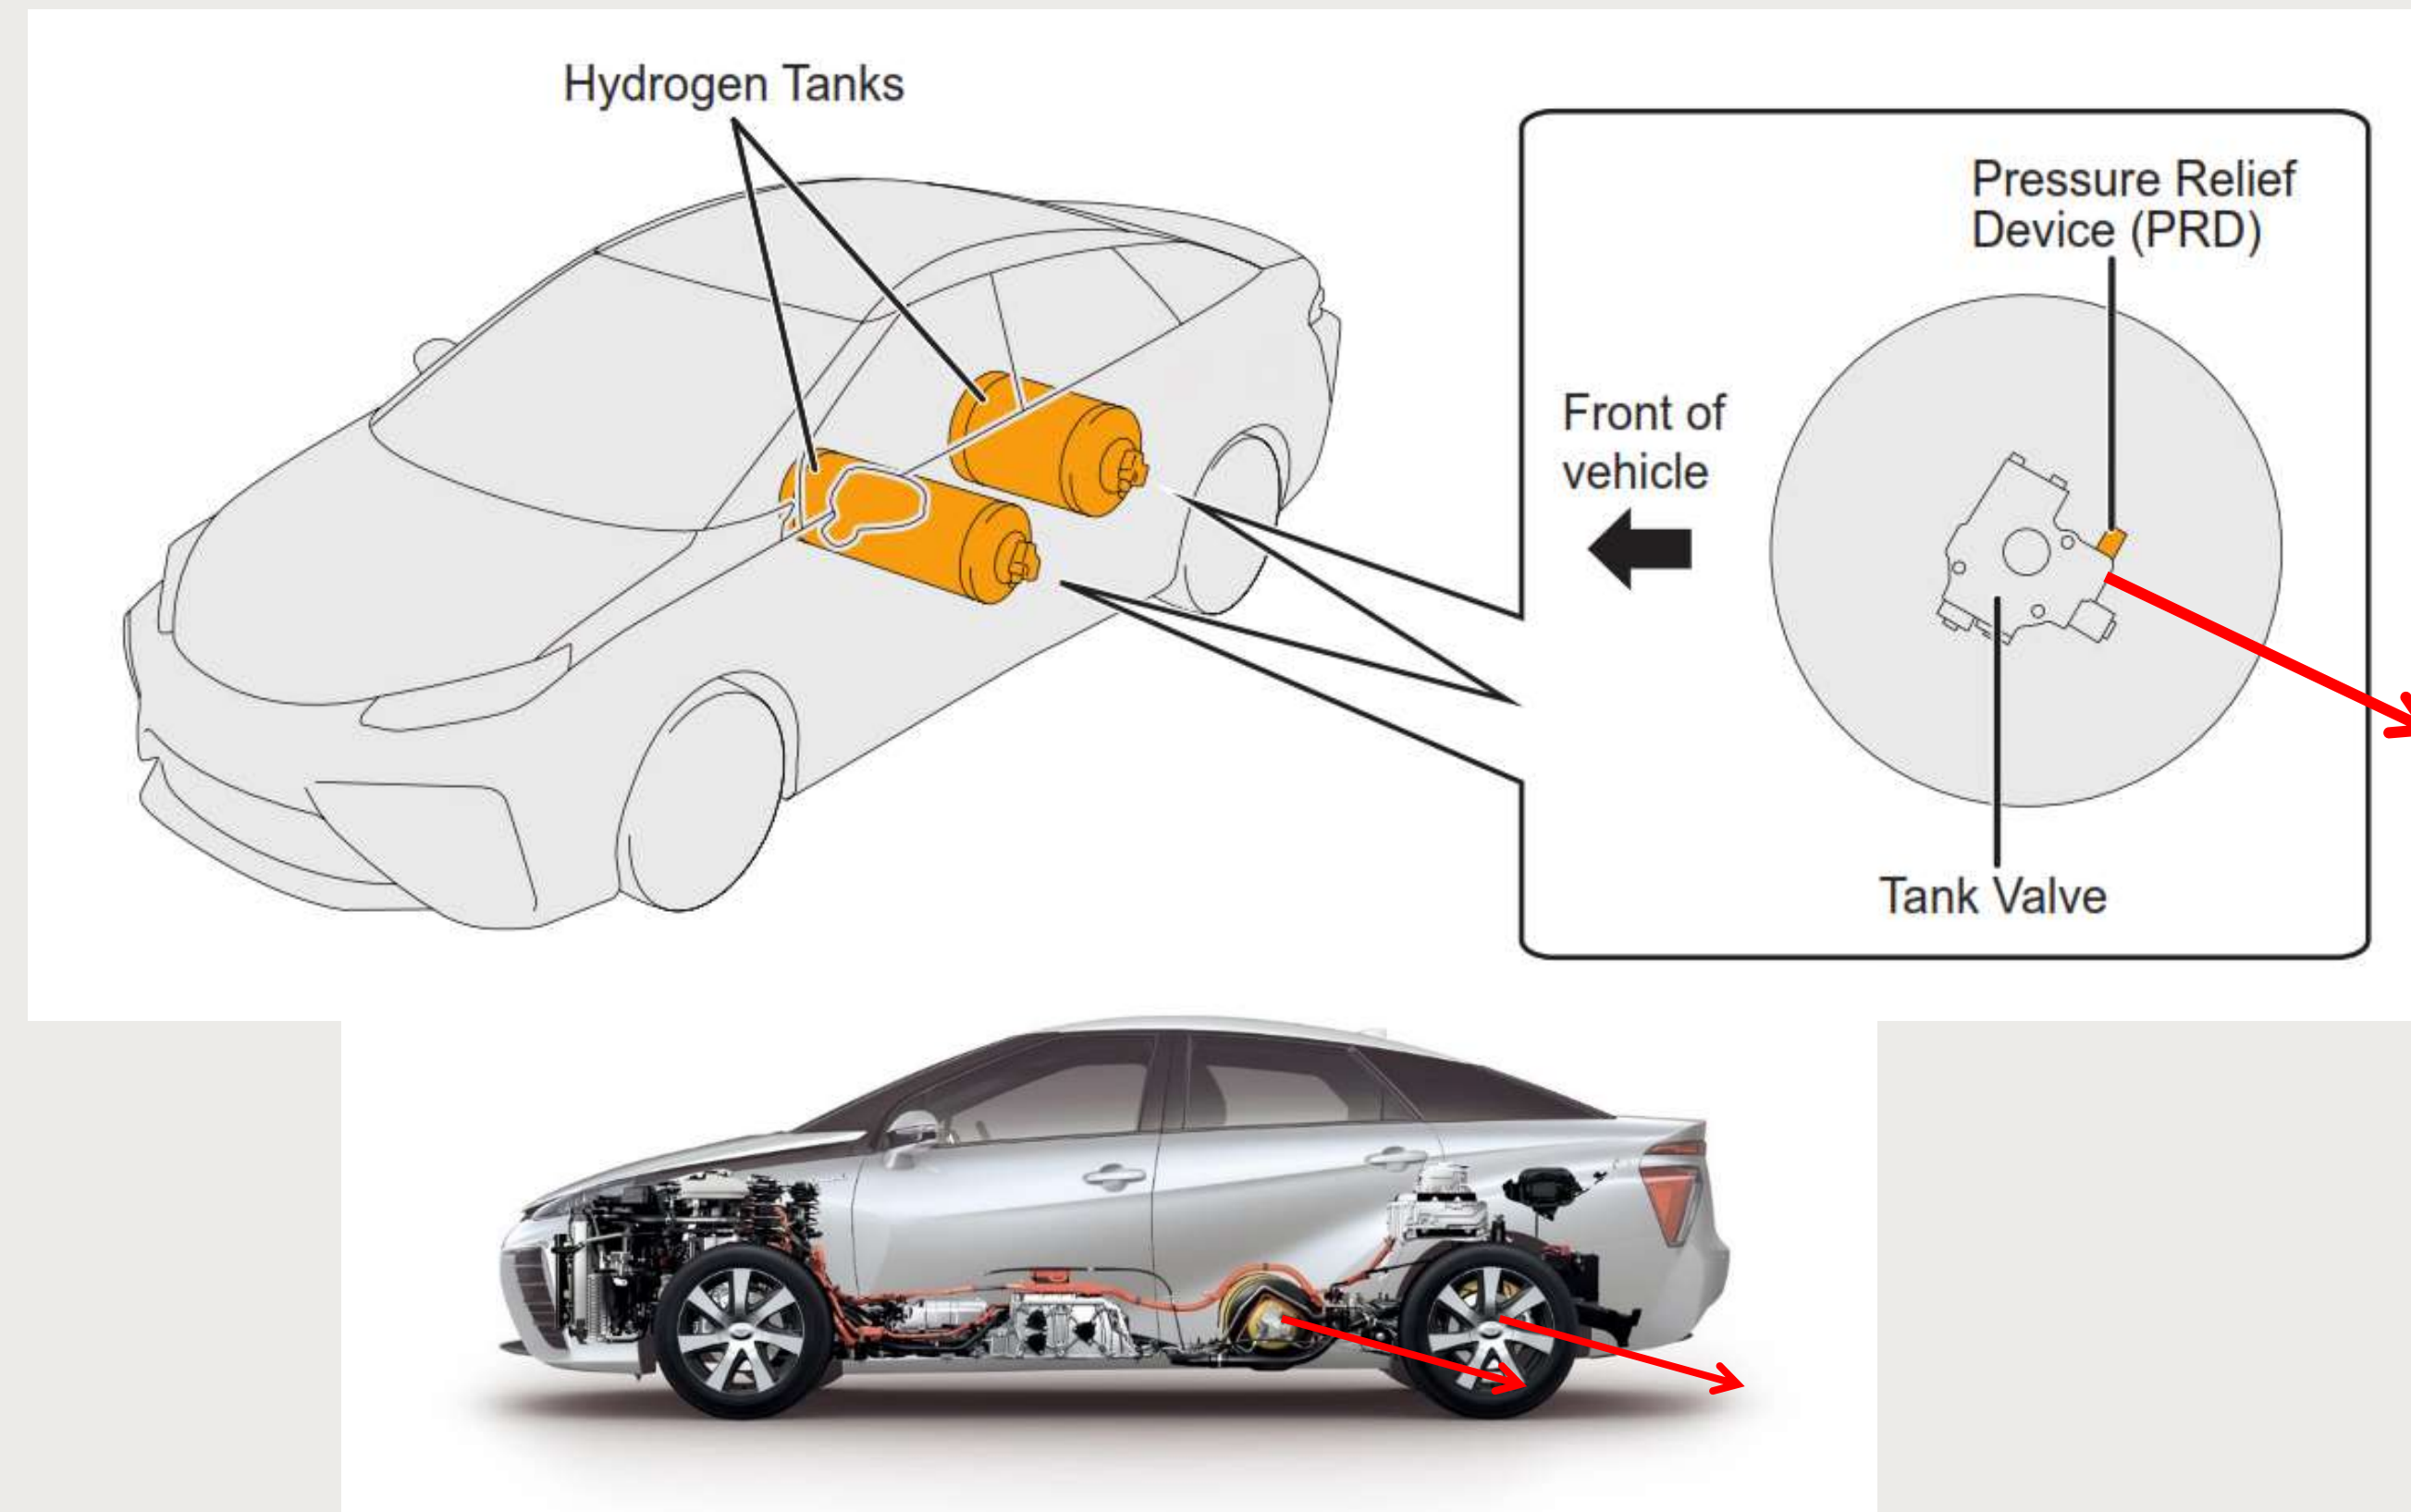 Hydrogen Tanks
Pressure Relief
Device (PRD)
Front of
vehicle
Tank Valve